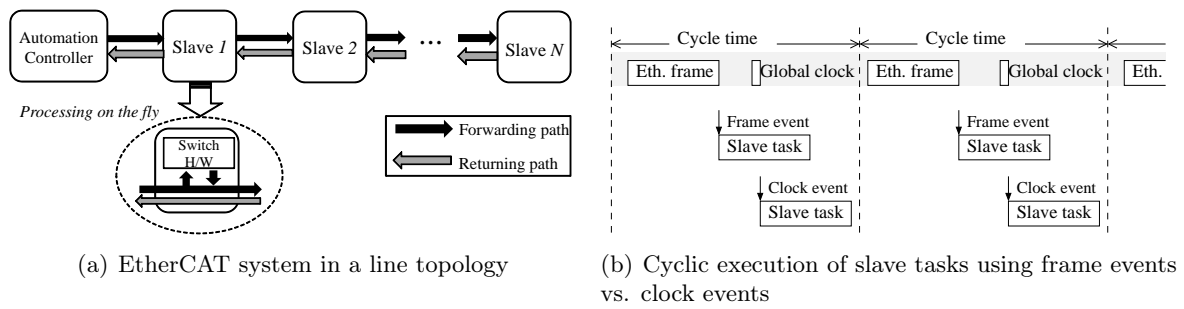 Automation
Controller
Slave 1
Slave 2
...
Slave N
Processing on the fly
Switch
H/W
Forwarding path
Returning path
(a) EtherCAT system in a line topology
Cycle time
Cycle time
Eth. frame
Global clock
Eth. frame
Global clock
Eth.
Frame event
Slave task
Frame event
Slave task
Clock event
Slave task
Clock event
Slave task
(b) Cyclic execution of slave tasks using frame events
vs. clock events